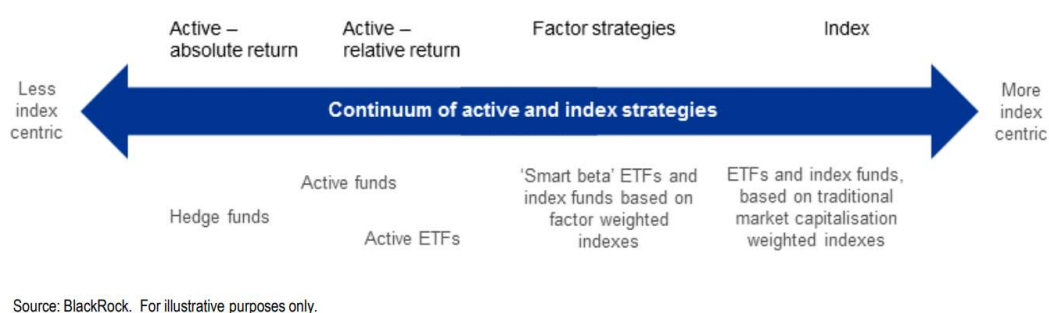 Active –
absolute return
Active –
relative return
Factor strategies
Index
Less
index
centric
Continuum of active and index strategies
More
index
centric
Active funds
Hedge funds
Active ETFs
‘Smart beta’ ETFs and
index funds based on
factor weighted
indexes
ETFs and index funds,
based on traditional
market capitalisation
weighted indexes
Source: BlackRock. For illustrative purposes only.